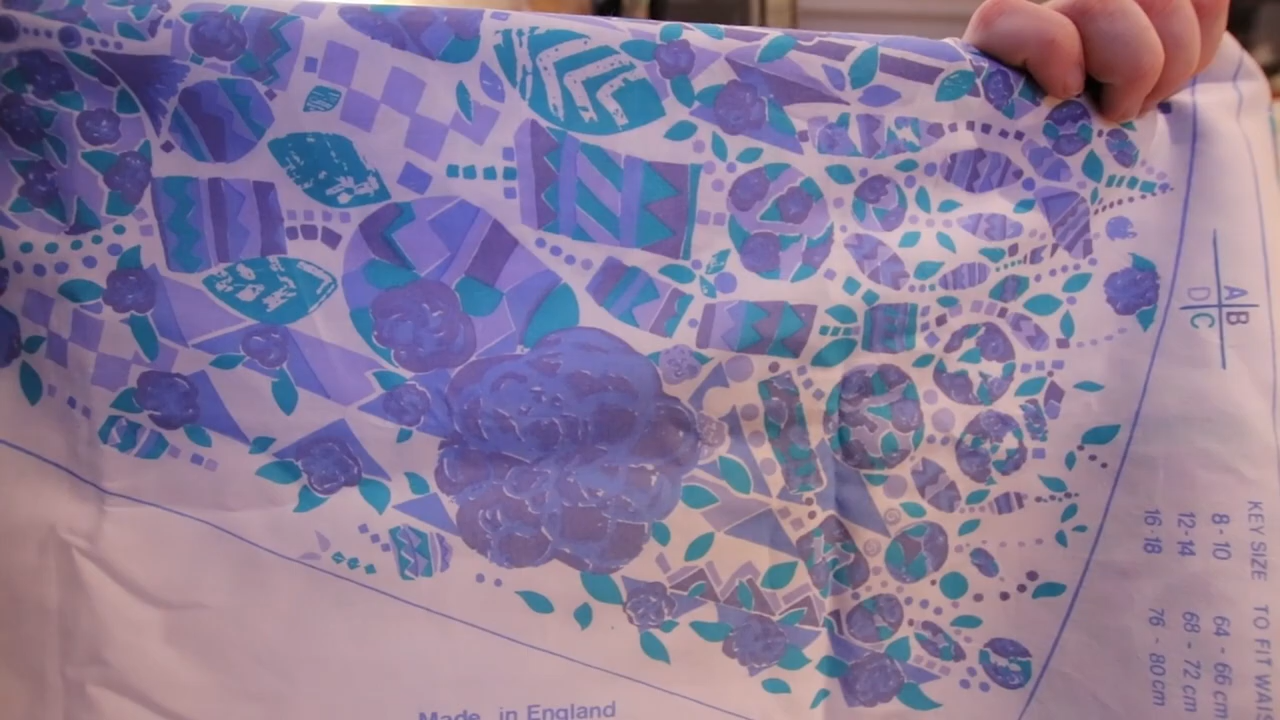 A B
D C
KEY SIZE TO FIT WAIS
8-10 64 - 66 cm
12-14 68 - 72 cm
16-18 76 - 80 cm
Made in England